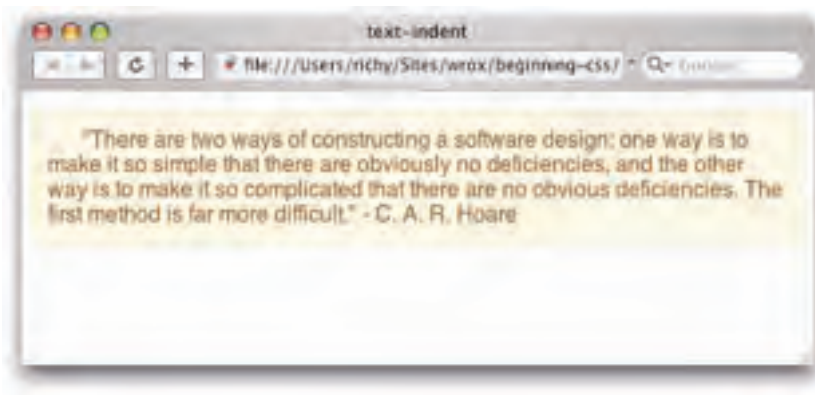 text-indent
file:///Users/richy/Sites/wrox/beginning-css/
"There are two ways of constructing a software design: one way is to
make it so simple that there are obviously no deficiencies, and the other
way is to make it so complicated that there are no obvious deficiencies. The
first method is far more difficult." - C. A. R. Hoare